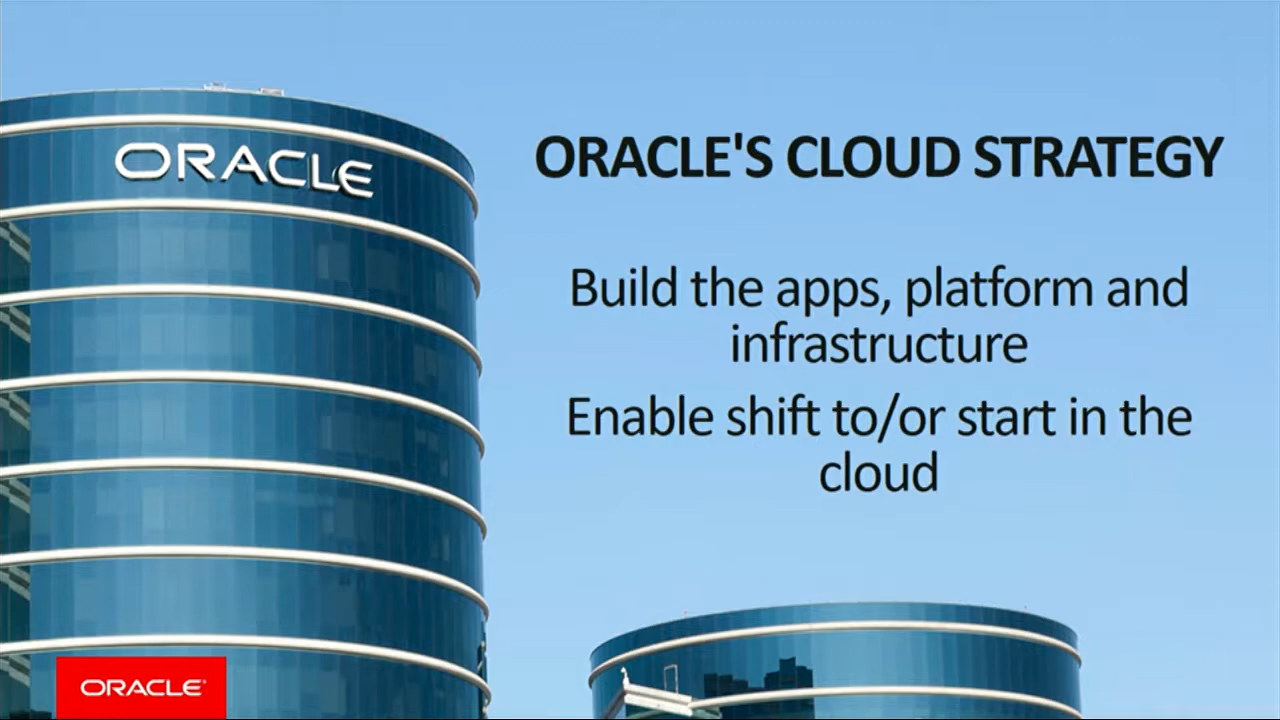 ORACLE
ORACLE'S CLOUD STRATEGY
Build the apps, platform and
infrastructure
Enable shift to/or start in the
cloud
ORACLE®